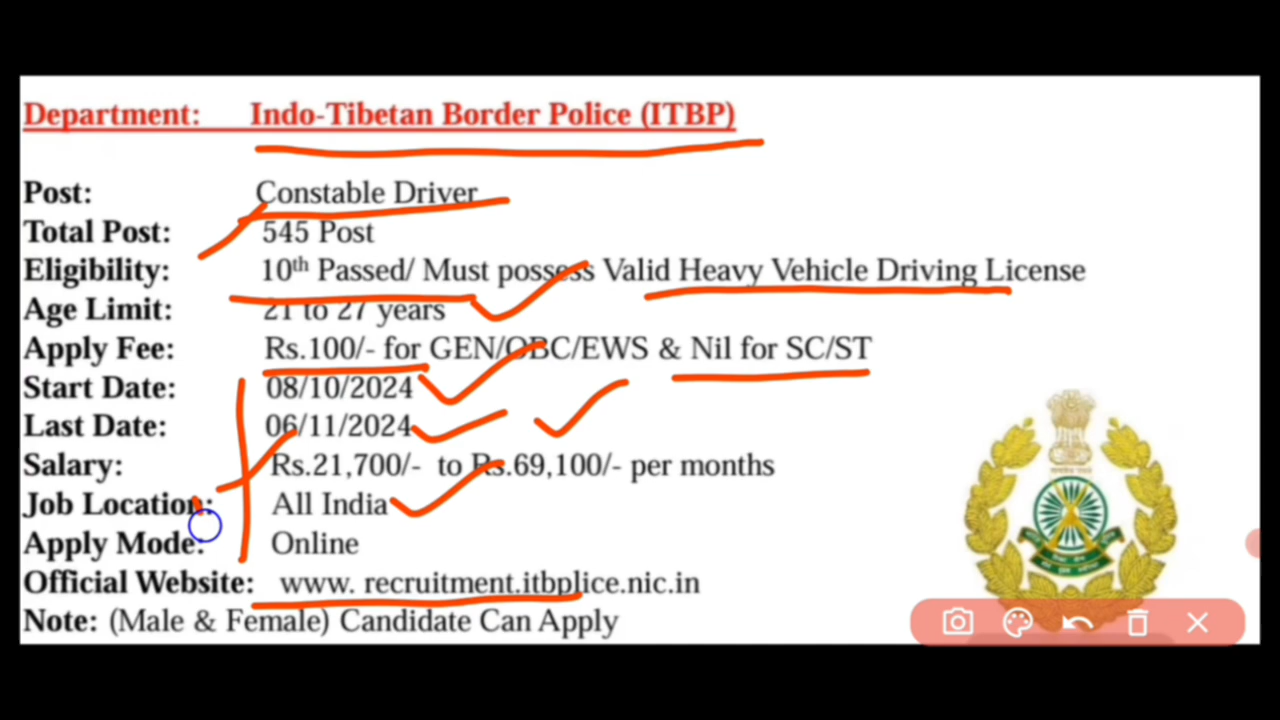 Department: Indo-Tibetan Border Police (ITBP)
Post: Constable Driver
Total Post: 545 Post
Eligibility: 10th Passed/ Must possess Valid Heavy Vehicle Driving License
Age Limit: 21 to 27 years
Apply Fee: Rs.100/- for GEN/OBC/EWS & Nil for SC/ST
Start Date: 08/10/2024
Last Date: 06/11/2024
Salary: Rs.21,700/- to Rs.69,100/- per months
Job Location: All India
Apply Mode: Online
Official Website: www. recruitment.itbplice.nic.in
Note: (Male & Female) Candidate Can Apply